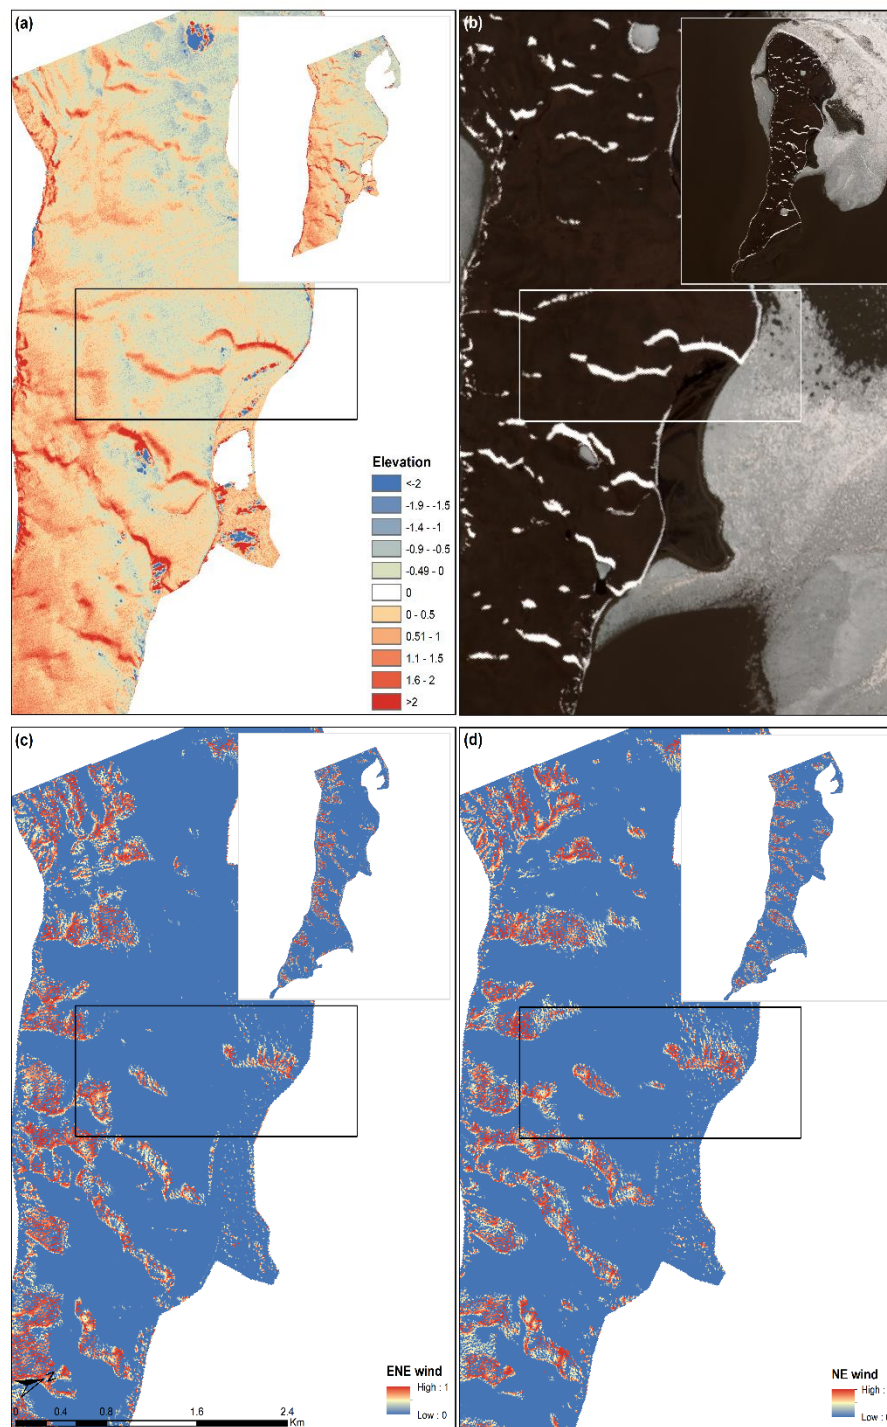 (a)
(b)
Elevation
<-2
-1.9 - -1.5
-1.4 - -1
-0.9 - -0.5
-0.49 - 0
0
0 - 0.5
0.51 - 1
1.1 - 1.5
1.6 - 2
>2
(c)
(d)
ENE wind
High : 1
Low : 0
NE wind
High :
Low :
Z
0 0.4 0.8 1.6 2.4
Km